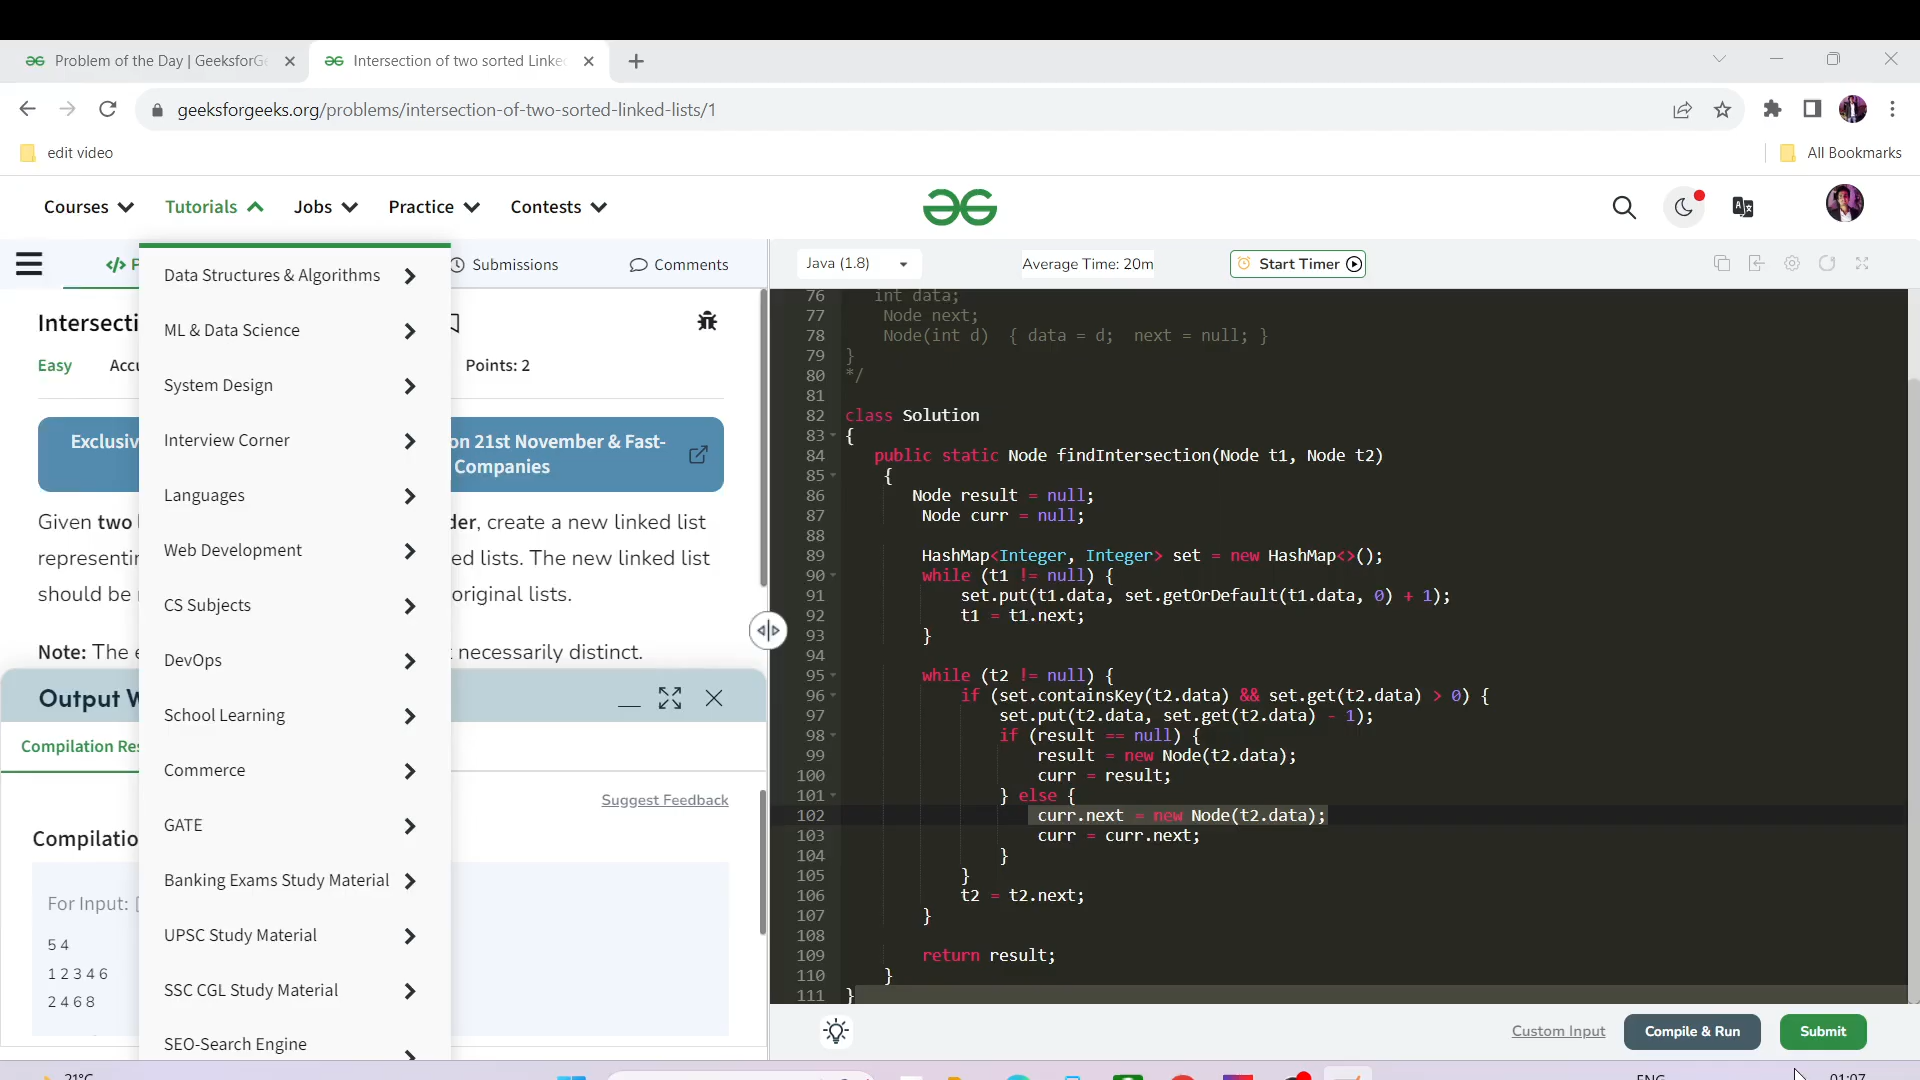 Problem of the Day | GeeksforGe
Intersection of two sorted Linke
geeksforgeeks.org/problems/intersection-of-two-sorted-linked-lists/1
edit video
All Bookmarks
Courses
Tutorials
Jobs
Practice
Contests
Data Structures & Algorithms
ML & Data Science
System Design
Interview Corner
Languages
Web Development
CS Subjects
DevOps
School Learning
Commerce
GATE
Banking Exams Study Material
UPSC Study Material
SSC CGL Study Material
SEO-Search Engine
</> P
Submissions
Comments
Intersecti
Easy
Accu
Points: 2
Exclusiv on 21st November & Fast-
Companies
Given two l der, create a new linked list
representin ed lists. The new linked list
should be original lists.
Note: The e necessarily distinct.
Output W
Compilation Res
Suggest Feedback
Compilatio
For Input:
5 4
1 2 3 4 6
2 4 6 8
Java (1.8)
Average Time: 20m
Start Timer
76 int data;
77 Node next;
78 Node(int d) { data = d; next = null; }
79 }
80 */
81
82 class Solution
83 {
84 public static Node findIntersection(Node t1, Node t2)
85 {
86 Node result = null;
87 Node curr = null;
88
89 HashMap<Integer, Integer> set = new HashMap<>();
90 while (t1 != null) {
91 set.put(t1.data, set.getOrDefault(t1.data, 0) + 1);
92 t1 = t1.next;
93 }
94
95 while (t2 != null) {
96 if (set.containsKey(t2.data) && set.get(t2.data) > 0) {
97 set.put(t2.data, set.get(t2.data) - 1);
98 if (result == null) {
99 result = new Node(t2.data);
100 curr = result;
101 } else {
102 curr.next = new Node(t2.data);
103 curr = curr.next;
104 }
105 }
106 t2 = t2.next;
107 }
108
109 return result;
110 }
111 }
Custom Input
Compile & Run
Submit
21°C
ENG
01:07